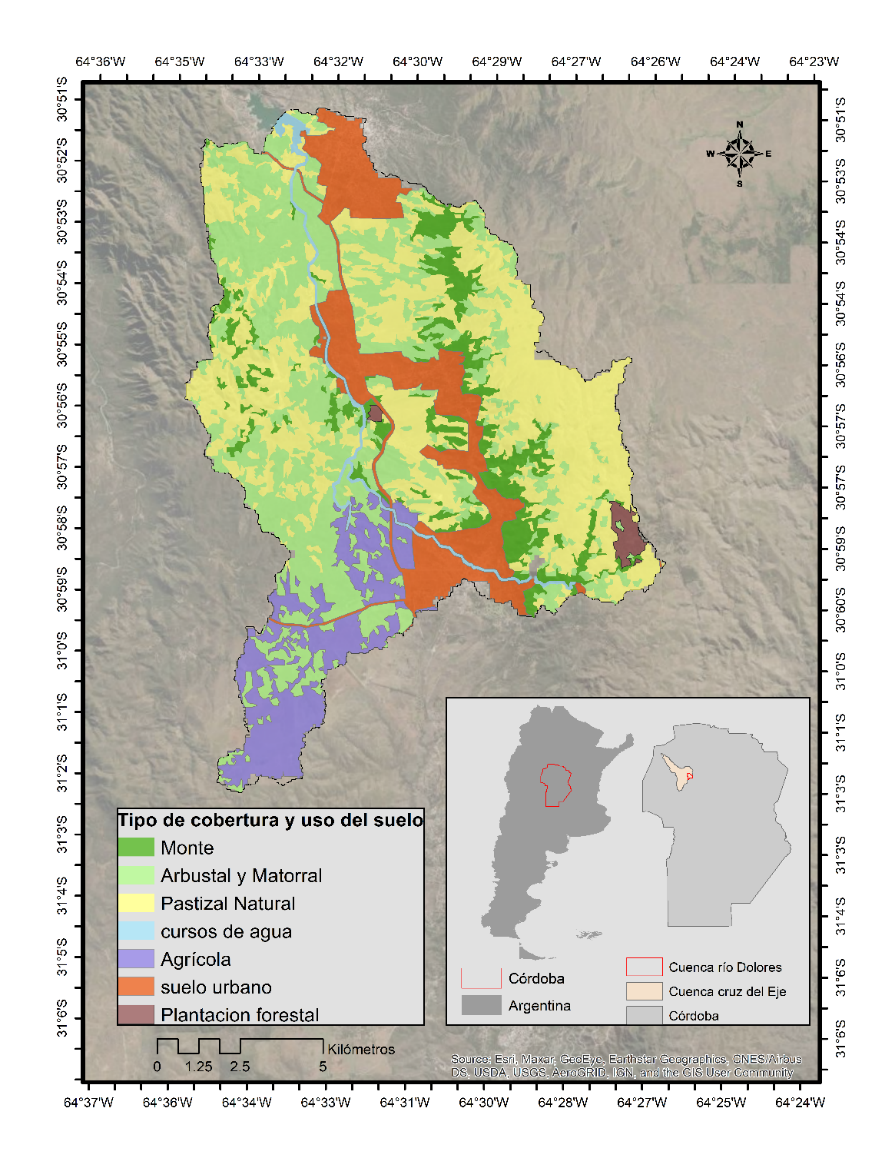 64°36'W 64°34'W 64°33'W 64°32'W 64°30'W 64°29'W 64°27'W 64°26'W 64°24'W 64°23'W
30°51'S
30°52'S
30°53'S
30°54'S
30°55'S
30°56'S
30°57'S
30°58'S
30°59'S
31°0'S
31°1'S
31°2'S
31°3'S
31°4'S
31°5'S
31°6'S
N
W E
S
30°51'S
30°53'S
30°54'S
30°54'S
30°56'S
30°57'S
30°57'S
30°59'S
30°60'S
31°0'S
31°1'S
31°3'S
31°3'S
31°4'S
31°6'S
31°6'S
Tipo de cobertura y uso del suelo
Monte
Arbustal y Matorral
Pastizal Natural
cursos de agua
Agrícola
suelo urbano
Plantacion forestal
Kilómetros
0 1.25 2.5 5
Córdoba
Argentina
Cuenca río Dolores
Cuenca cruz del Eje
Córdoba
Source: Esri, Maxar, GeoEye, Earthstar Geographics, CNES/Airbus
DS, USDA, USGS, AeroGRID, IGN, and the GIS User Community
64°37'W 64°36'W 64°33'W 64°31'W 64°30'W 64°28'W 64°27'W 64°25'W 64°24'W